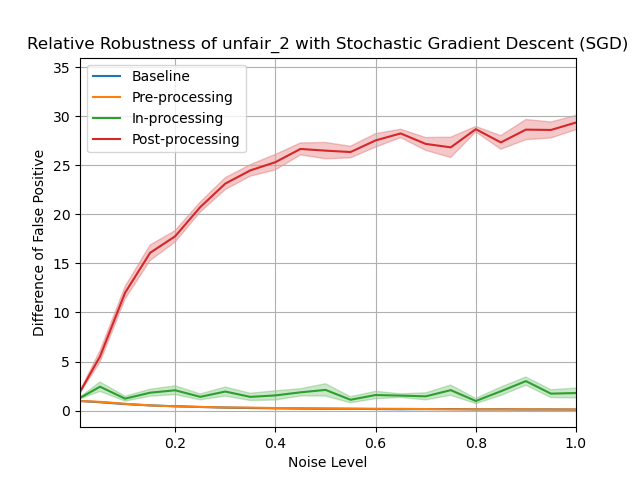 Relative Robustness of unfair_2 with Stochastic Gradient Descent (SGD)
Baseline
Pre-processing
In-processing
Post-processing
Difference of False Positive
35
30
25
20
15
10
5
0
0.2
0.4
0.6
0.8
1.0
Noise Level